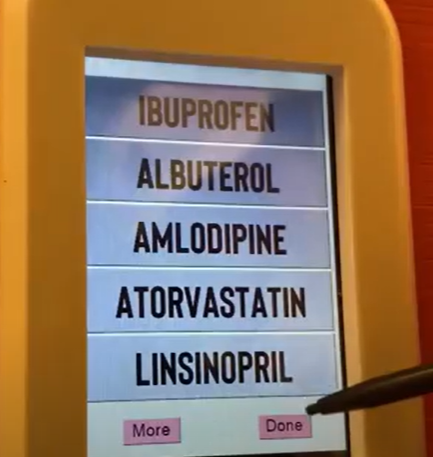 IBUPROFEN
ALBUTEROL
AMLODIPINE
ATORVASTATIN
LINSINOPRIL
More Done